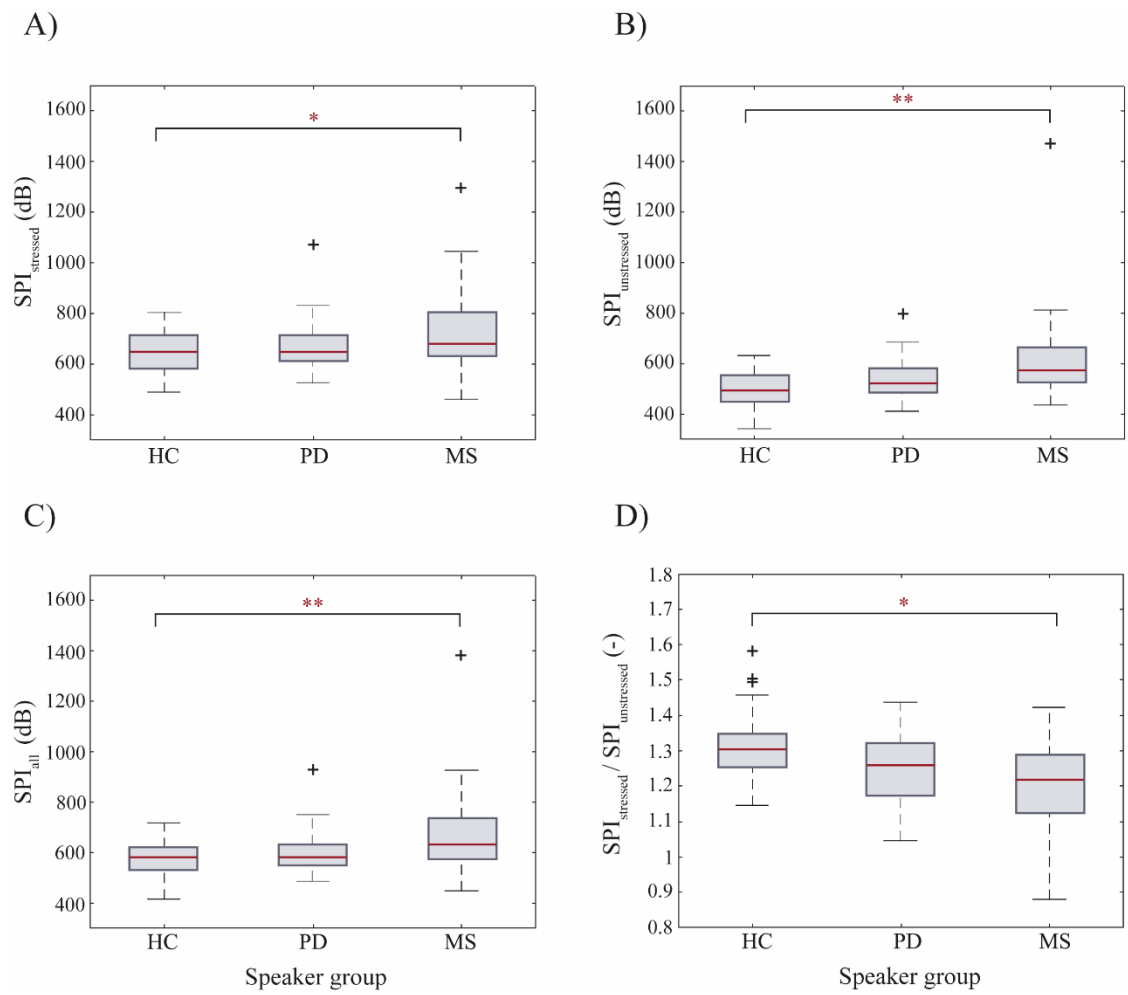 A)
*
1600
1400
1200
1000
800
600
400
SPIstressed (dB)
HC PD MS
B)
**
1600
1400
1200
1000
800
600
400
SPIunstressed (dB)
HC PD MS
C)
**
1600
1400
1200
1000
800
600
400
SPIall (dB)
HC PD MS
Speaker group
D)
*
1.8
1.7
1.6
1.5
1.4
1.3
1.2
1.1
1
0.9
0.8
SPIstressed / SPIunstressed (-)
HC PD MS
Speaker group